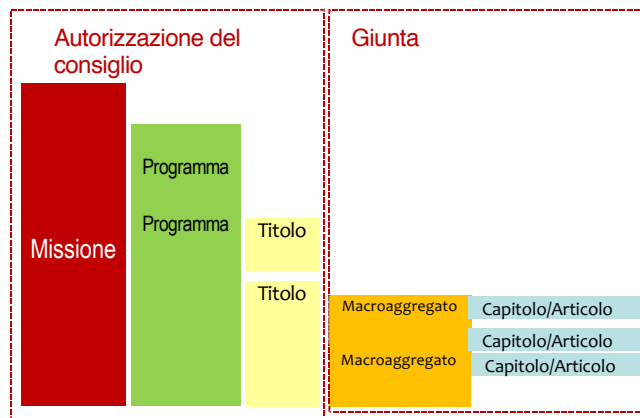 Autorizzazione del
consiglio
Giunta
Missione
Programma
Programma
Titolo
Titolo
Macroaggregato
Capitolo/Articolo
Capitolo/Articolo
Macroaggregato
Capitolo/Articolo